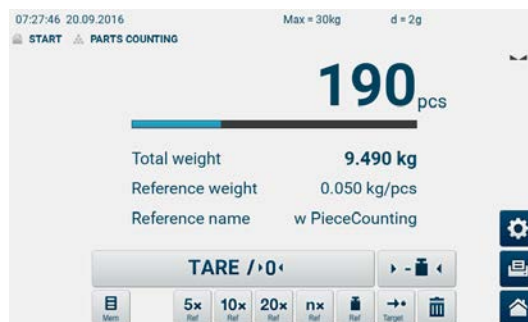 07:27:46 20.09.2016 Max = 30kg d = 2g
START PARTS COUNTING
190 pcs
Total weight 9.490 kg
Reference weight 0.050 kg/pcs
Reference name w PieceCounting
TARE / 0
Mem
5x Ref
10x Ref
20x Ref
nx Ref
Ref
Target